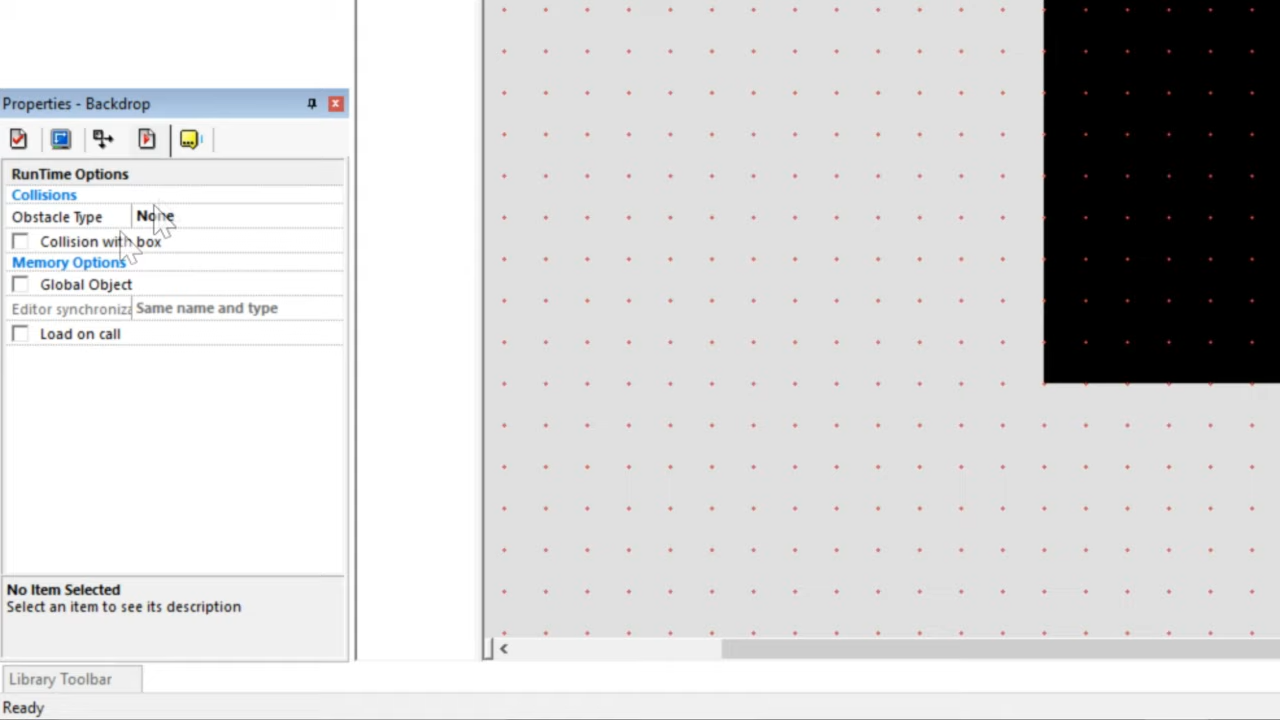 Properties - Backdrop
RunTime Options
Collisions
Obstacle Type None
Collision with box
Memory Options
Global Object
Editor synchroniza Same name and type
Load on call
No Item Selected
Select an item to see its description
Library Toolbar
Ready